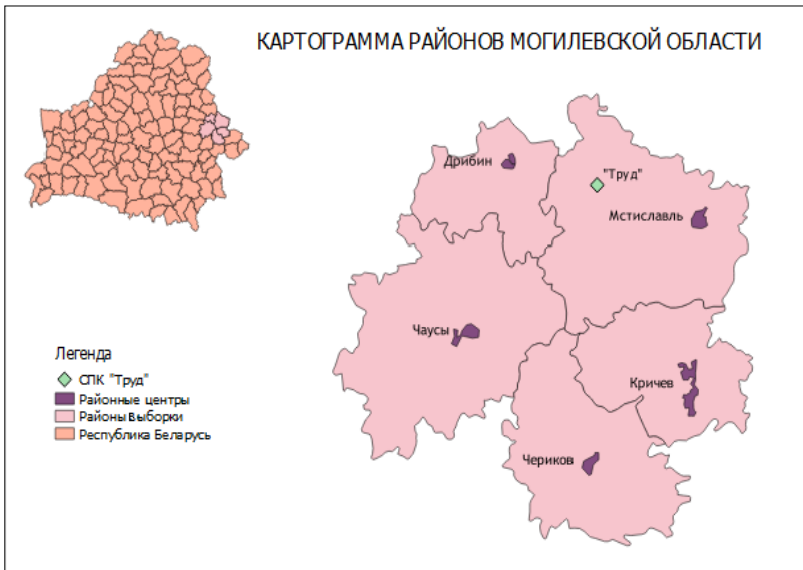 КАРТОГРАММА РАЙОНОВ МОГИЛЕВСКОЙ ОБЛАСТИ
Дрибин
"Труд"
Мстиславль
Чаусы
Кричев
Чериков
Легенда
СПК "Труд"
Районные центры
Районы выборки
Республика Беларусь